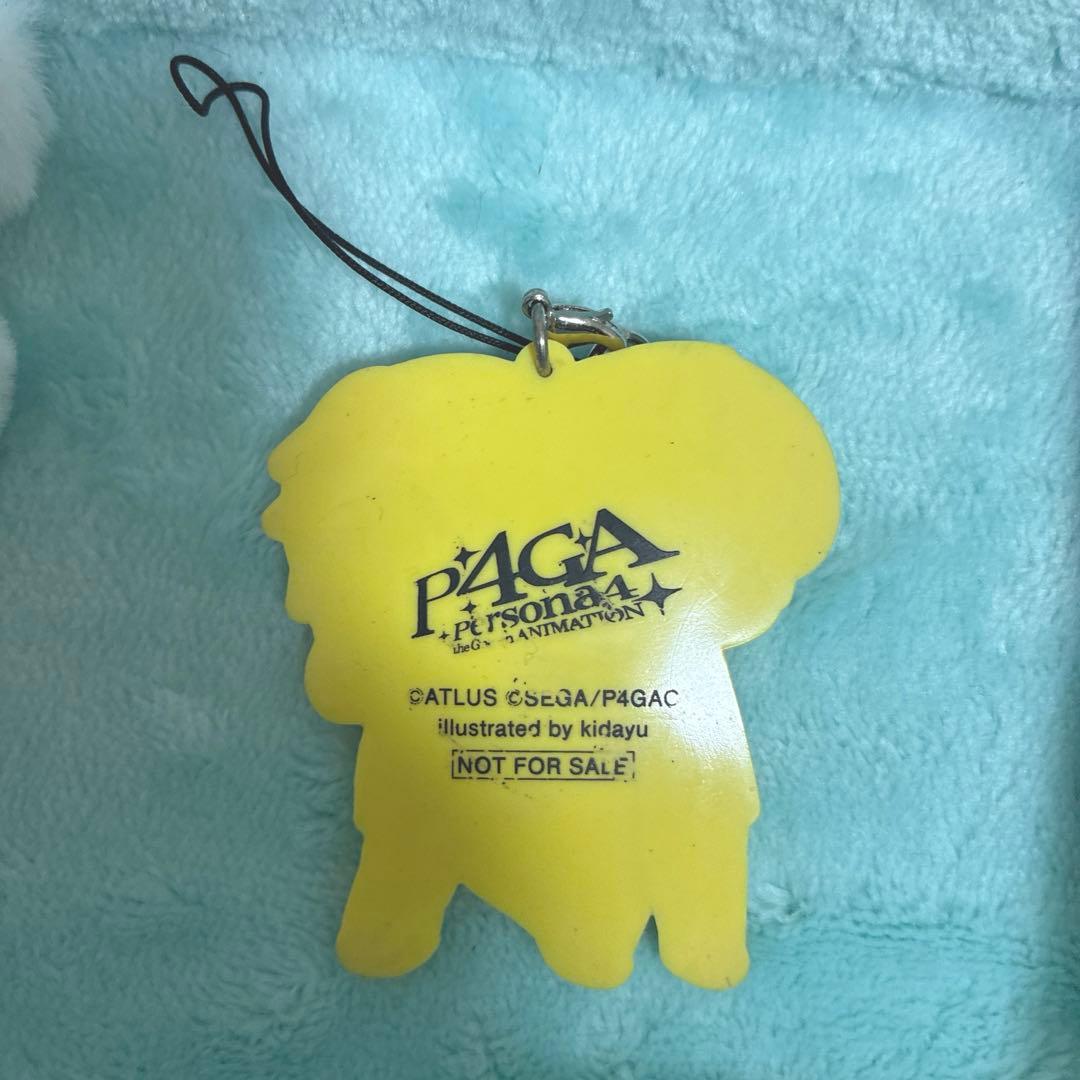 P4GA
Persona4
the G ANIMATION
©ATLUS ©SEGA/P4GAC
illustrated by kidayu
NOT FOR SALE